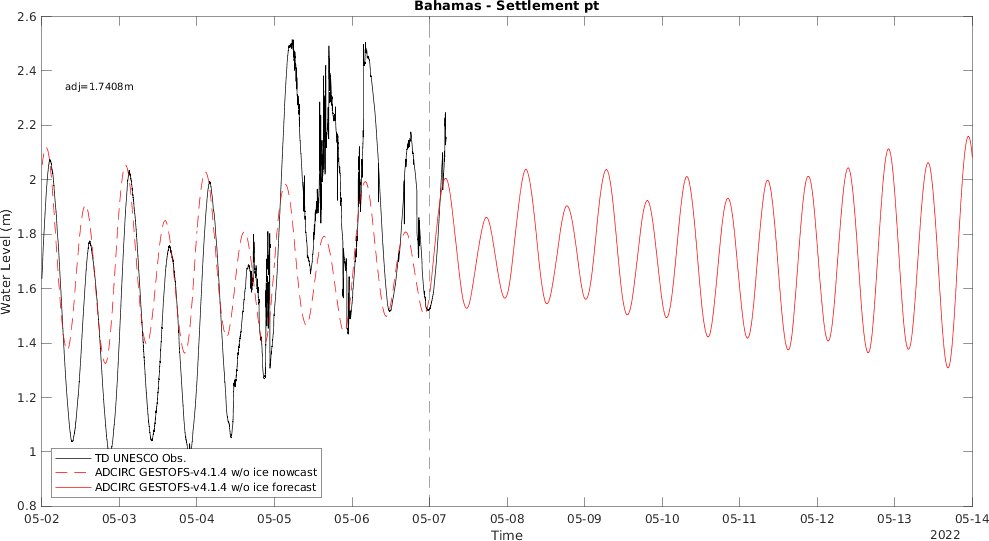 Bahamas - Settlement pt
2.6
2.4
adj=1.7408m
2.2
2
1.8
1.6
1.4
1.2
1
0.8
Water Level (m)
TD UNESCO Obs.
ADCIRC GESTOFS-v4.1.4 w/o ice nowcast
ADCIRC GESTOFS-v4.1.4 w/o ice forecast
05-02 05-03 05-04 05-05 05-06 05-07 05-08 05-09 05-10 05-11 05-12 05-13 05-14
Time
2022